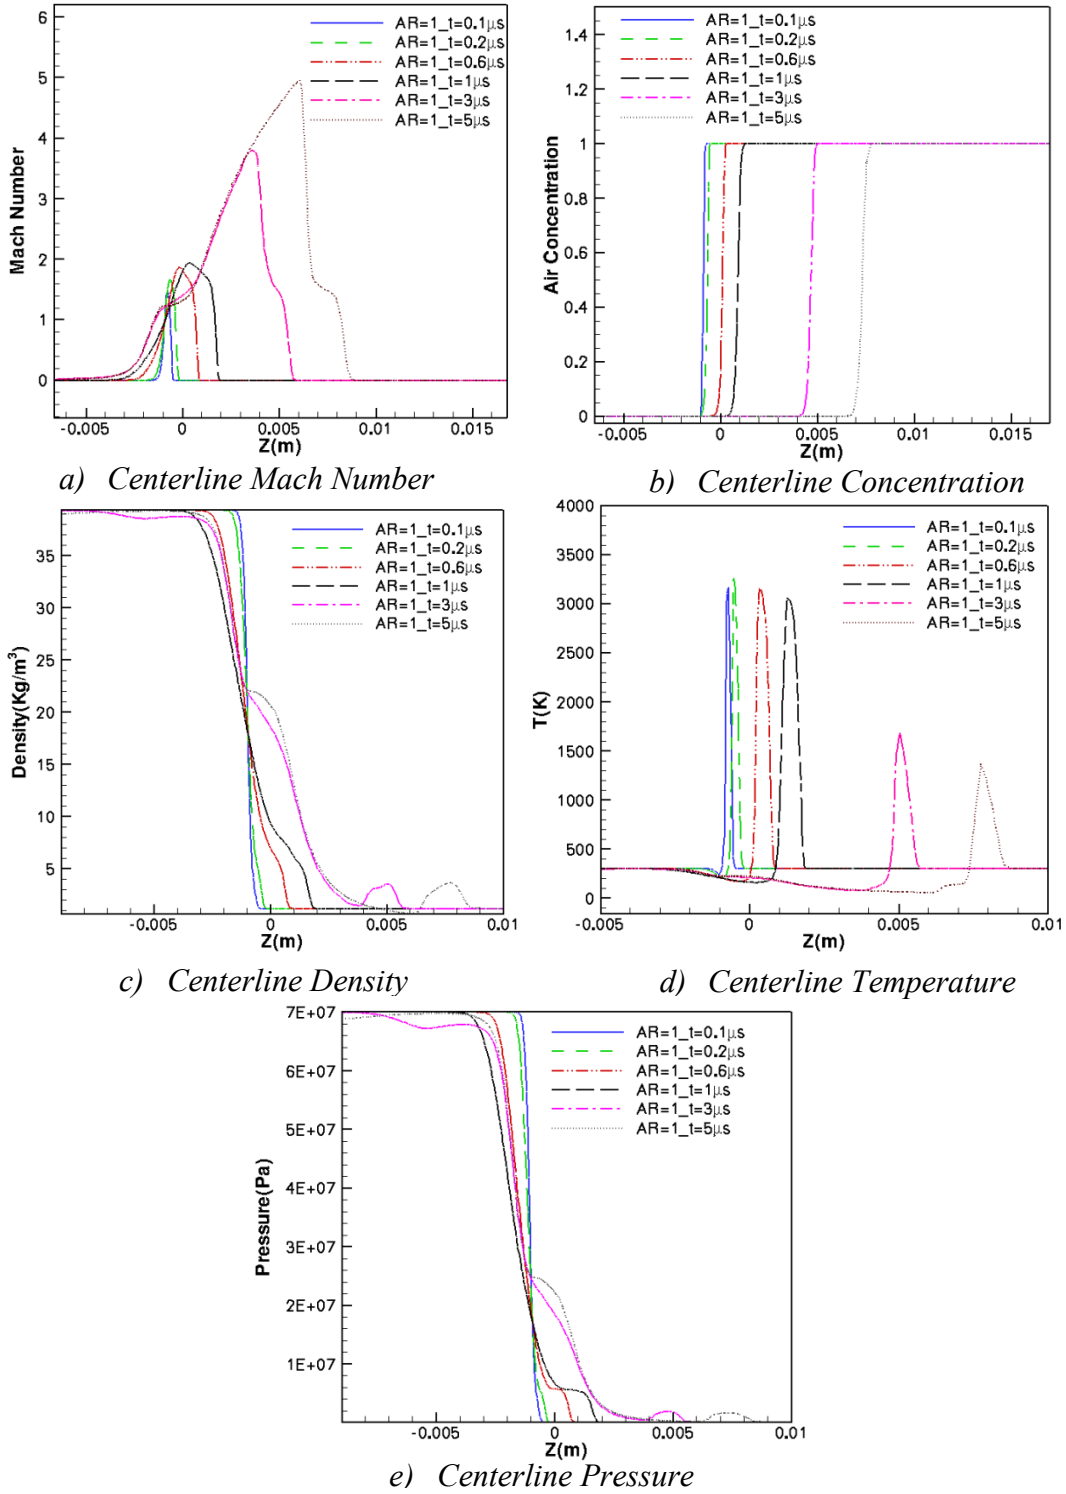 AR=1_t=0.1μs
AR=1_t=0.2μs
AR=1_t=0.6μs
AR=1_t=1μs
AR=1_t=3μs
AR=1_t=5μs
6
5
4
3
2
1
0
Mach Number
-0.005 0 0.005 0.01 0.015
Z(m)
a) Centerline Mach Number
AR=1_t=0.1μs
AR=1_t=0.2μs
AR=1_t=0.6μs
AR=1_t=1μs
AR=1_t=3μs
AR=1_t=5μs
1.4
1.2
1
0.8
0.6
0.4
0.2
0
Air Concentration
-0.005 0 0.005 0.01 0.015
Z(m)
b) Centerline Concentration
AR=1_t=0.1μs
AR=1_t=0.2μs
AR=1_t=0.6μs
AR=1_t=1μs
AR=1_t=3μs
AR=1_t=5μs
35
30
25
20
15
10
5
Density(Kg/m³)
-0.005 0 0.005 0.01
Z(m)
c) Centerline Density
AR=1_t=0.1μs
AR=1_t=0.2μs
AR=1_t=0.6μs
AR=1_t=1μs
AR=1_t=3μs
AR=1_t=5μs
4000
3500
3000
2500
2000
1500
1000
500
0
T(K)
-0.005 0 0.005 0.01
Z(m)
d) Centerline Temperature
AR=1_t=0.1μs
AR=1_t=0.2μs
AR=1_t=0.6μs
AR=1_t=1μs
AR=1_t=3μs
AR=1_t=5μs
7E+07
6E+07
5E+07
4E+07
3E+07
2E+07
1E+07
Pressure(Pa)
-0.005 0 0.005 0.01
Z(m)
e) Centerline Pressure